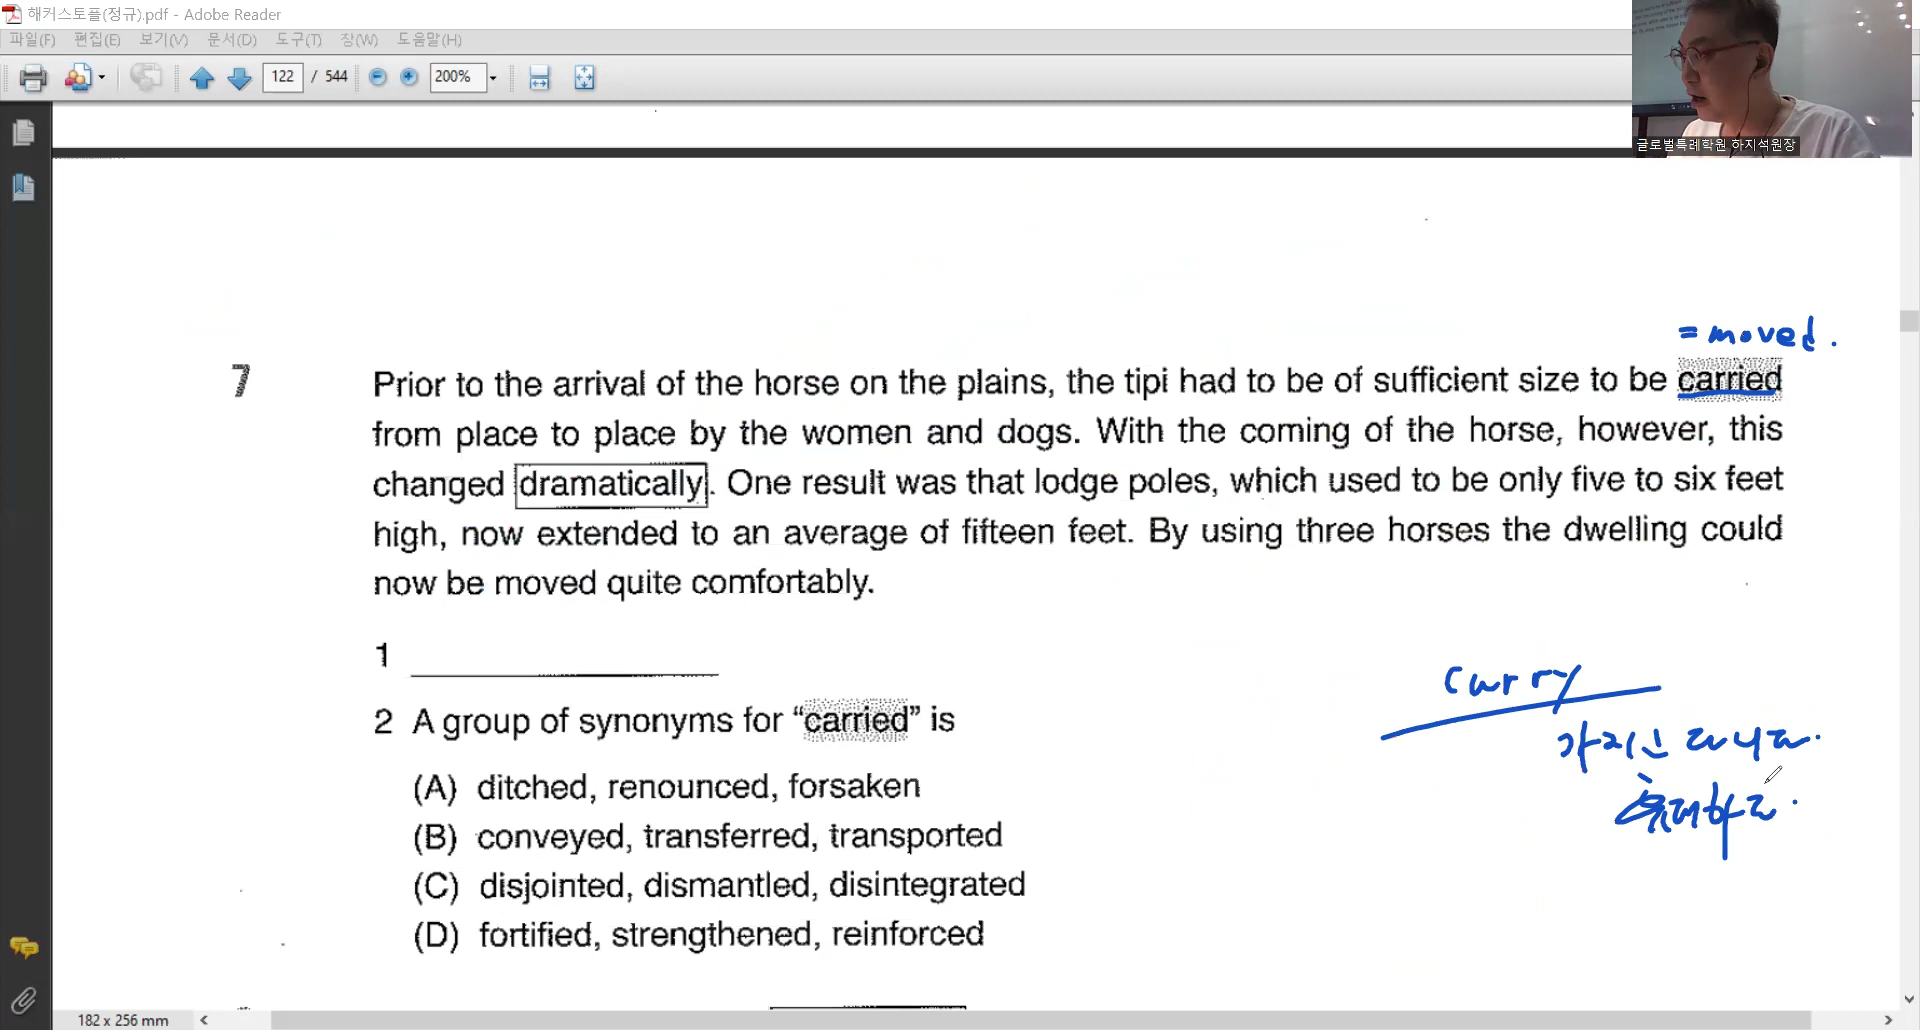 해커스토플(정규).pdf - Adobe Reader
파일(F) 편집(E) 보기(V) 문서(D) 도구(T) 창(W) 도움말(H)
122 / 544 200%
글로벌특례학원 하지석원장
= moved.
7 Prior to the arrival of the horse on the plains, the tipi had to be of sufficient size to be carried
from place to place by the women and dogs. With the coming of the horse, however, this
changed dramatically. One result was that lodge poles, which used to be only five to six feet
high, now extended to an average of fifteen feet. By using three horses the dwelling could
now be moved quite comfortably.
1
carry
2 A group of synonyms for “carried” is
가지고 다니다.
(A) ditched, renounced, forsaken
(B) conveyed, transferred, transported
(C) disjointed, dismantled, disintegrated
(D) fortified, strengthened, reinforced
182 x 256 mm